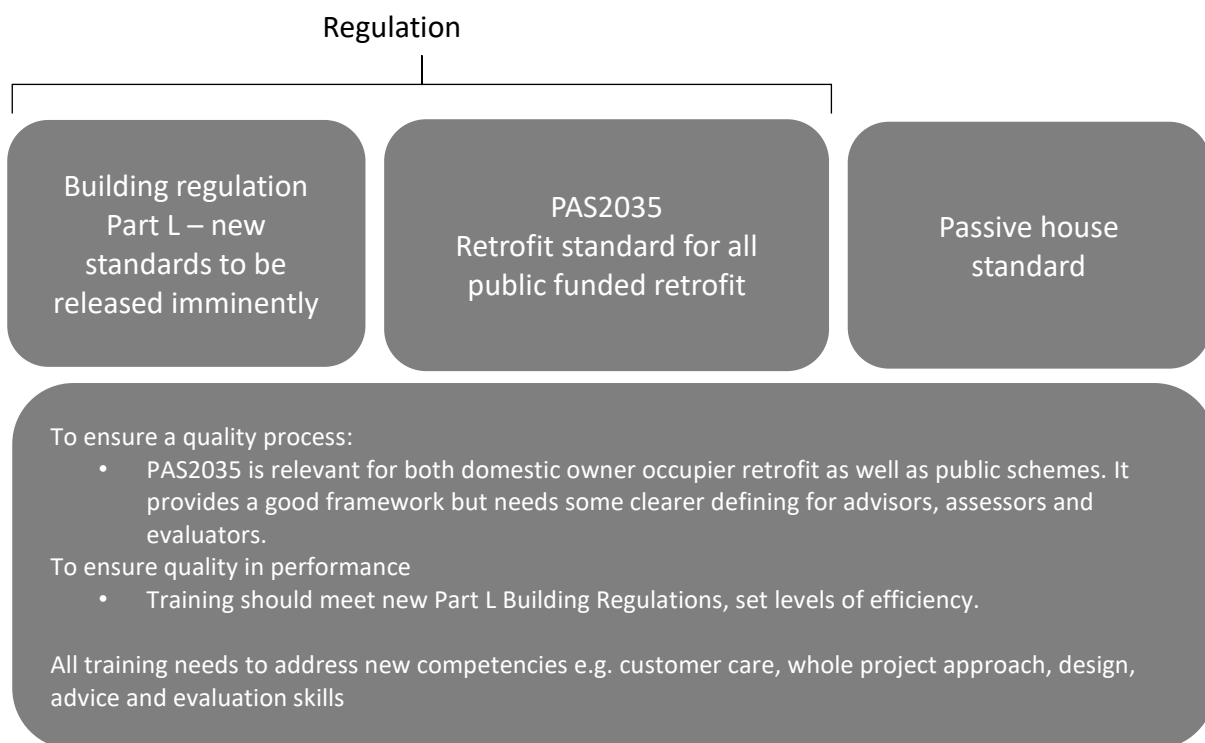 Regulation
Building regulation
Part L – new
standards to be
released imminently
PAS2035
Retrofit standard for all
public funded retrofit
Passive house
standard
To ensure a quality process:
• PAS2035 is relevant for both domestic owner occupier retrofit as well as public schemes. It
provides a good framework but needs some clearer defining for advisors, assessors and
evaluators.
To ensure quality in performance
• Training should meet new Part L Building Regulations, set levels of efficiency.
All training needs to address new competencies e.g. customer care, whole project approach, design,
advice and evaluation skills